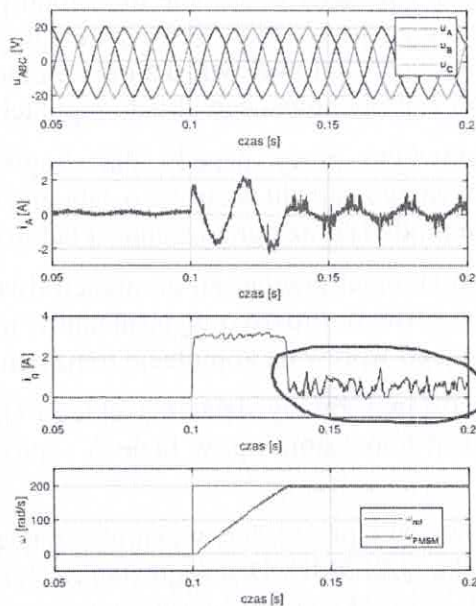 20
0
-20
u_ABC [V]
u_A
u_B
u_C
0.05 0.1 0.15 0.2
czas [s]
2
0
-2
i_A [A]
0.05 0.1 0.15 0.2
czas [s]
4
2
0
i_q [A]
0.05 0.1 0.15 0.2
czas [s]
200
100
0
ω [rad/s]
ω_ref
ω_PMSM
0.05 0.1 0.15 0.2
czas [s]